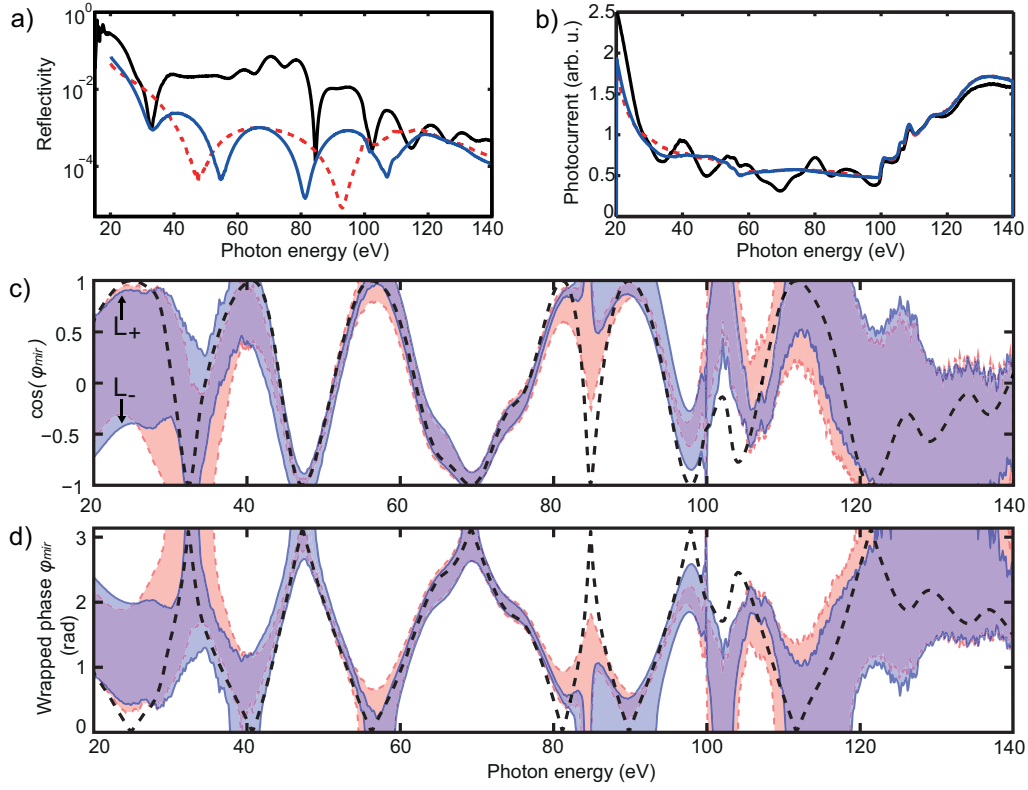 a)
Reflectivity
10^0
10^-2
10^-4
20 40 60 80 100 120 140
Photon energy (eV)
b)
Photocurrent (arb. u.)
2.5
2
1.5
1
0.5
0
20 40 60 80 100 120 140
Photon energy (eV)
c)
cos(φmir)
1
0.5
0
−0.5
−1
L+
L-
20 40 60 80 100 120 140
d)
Wrapped phase φmir
(rad)
3
2
1
0
20 40 60 80 100 120 140
Photon energy (eV)